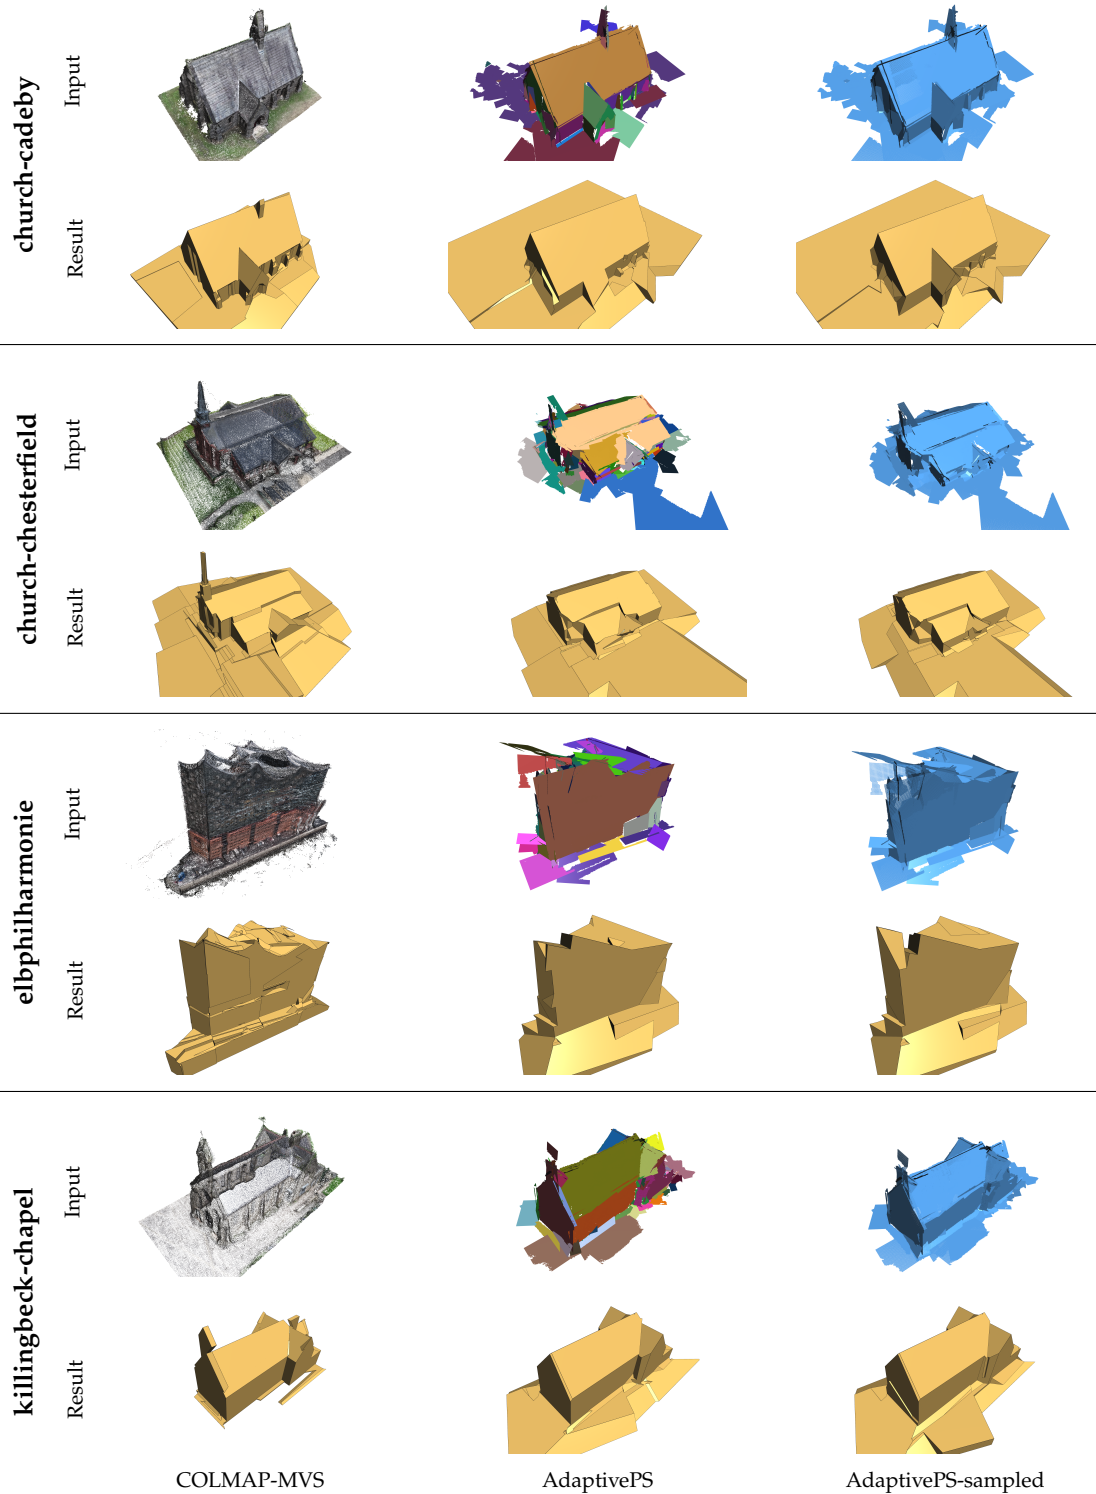 church-cadeby
Input
Result
church-chesterfield
Input
Result
elbphilharmonie
Input
Result
killingbeck-chapel
Input
Result
COLMAP-MVS AdaptivePS AdaptivePS-sampled